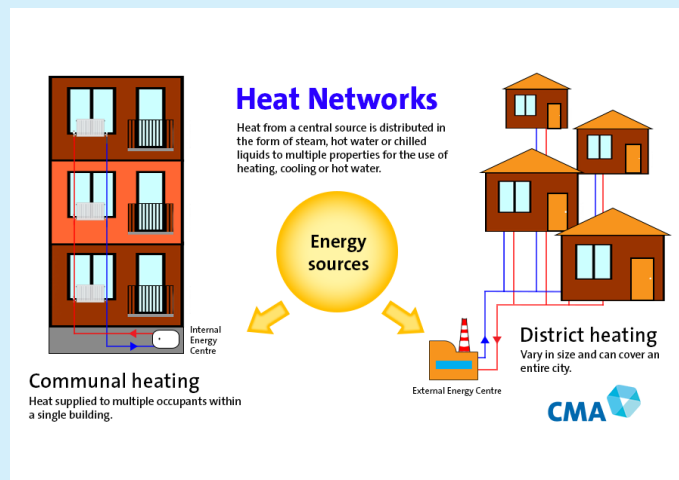 Heat Networks
Heat from a central source is distributed in
the form of steam, hot water or chilled
liquids to multiple properties for the use of
heating, cooling or hot water.
Energy
sources
Internal
Energy
Centre
Communal heating
Heat supplied to multiple occupants within
a single building.
External Energy Centre
District heating
Vary in size and can cover an
entire city.
CMA